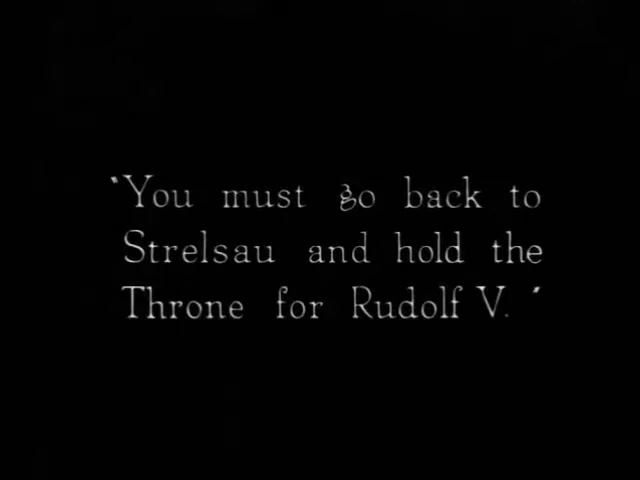 "You must go back to
Strelsau and hold the
Throne for Rudolf V."